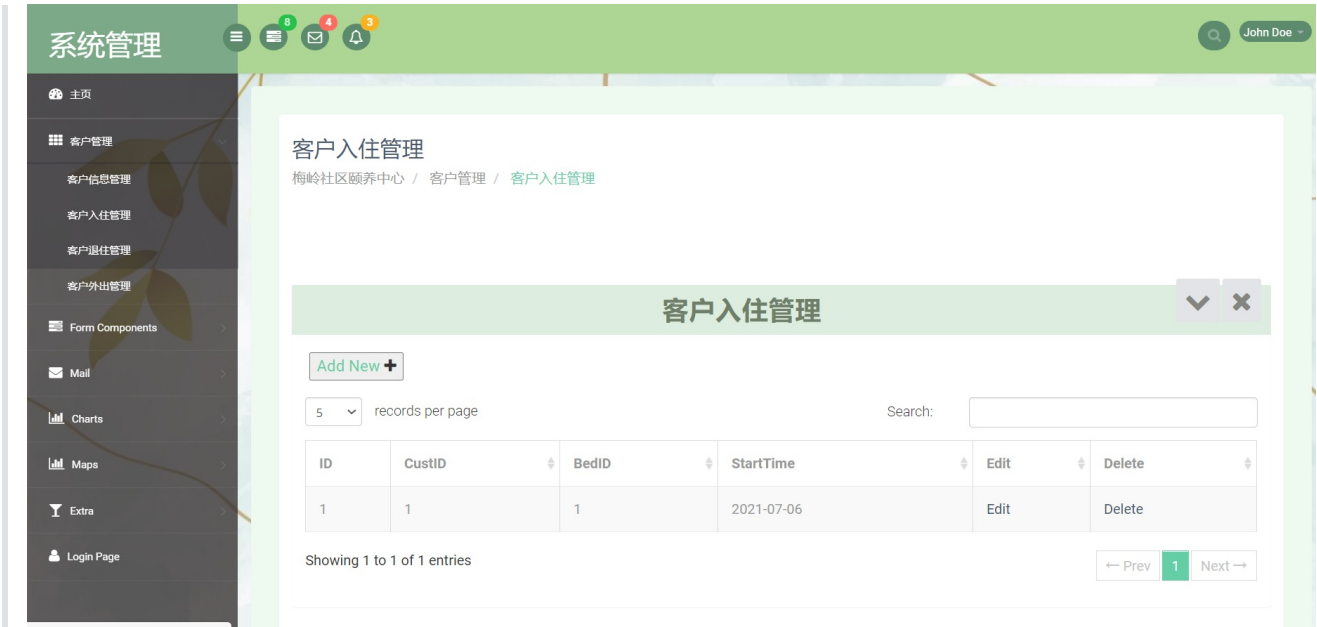 系统管理
8
4
3
John Doe
主页
客户管理
客户信息管理
客户入住管理
客户退住管理
客户外出管理
Form Components
Mail
Charts
Maps
Extra
Login Page
客户入住管理
梅岭社区颐养中心 / 客户管理 / 客户入住管理
客户入住管理
Add New
5 records per page Search:
ID CustID BedID StartTime Edit Delete
1 1 1 2021-07-06 Edit Delete
Showing 1 to 1 of 1 entries
← Prev 1 Next →